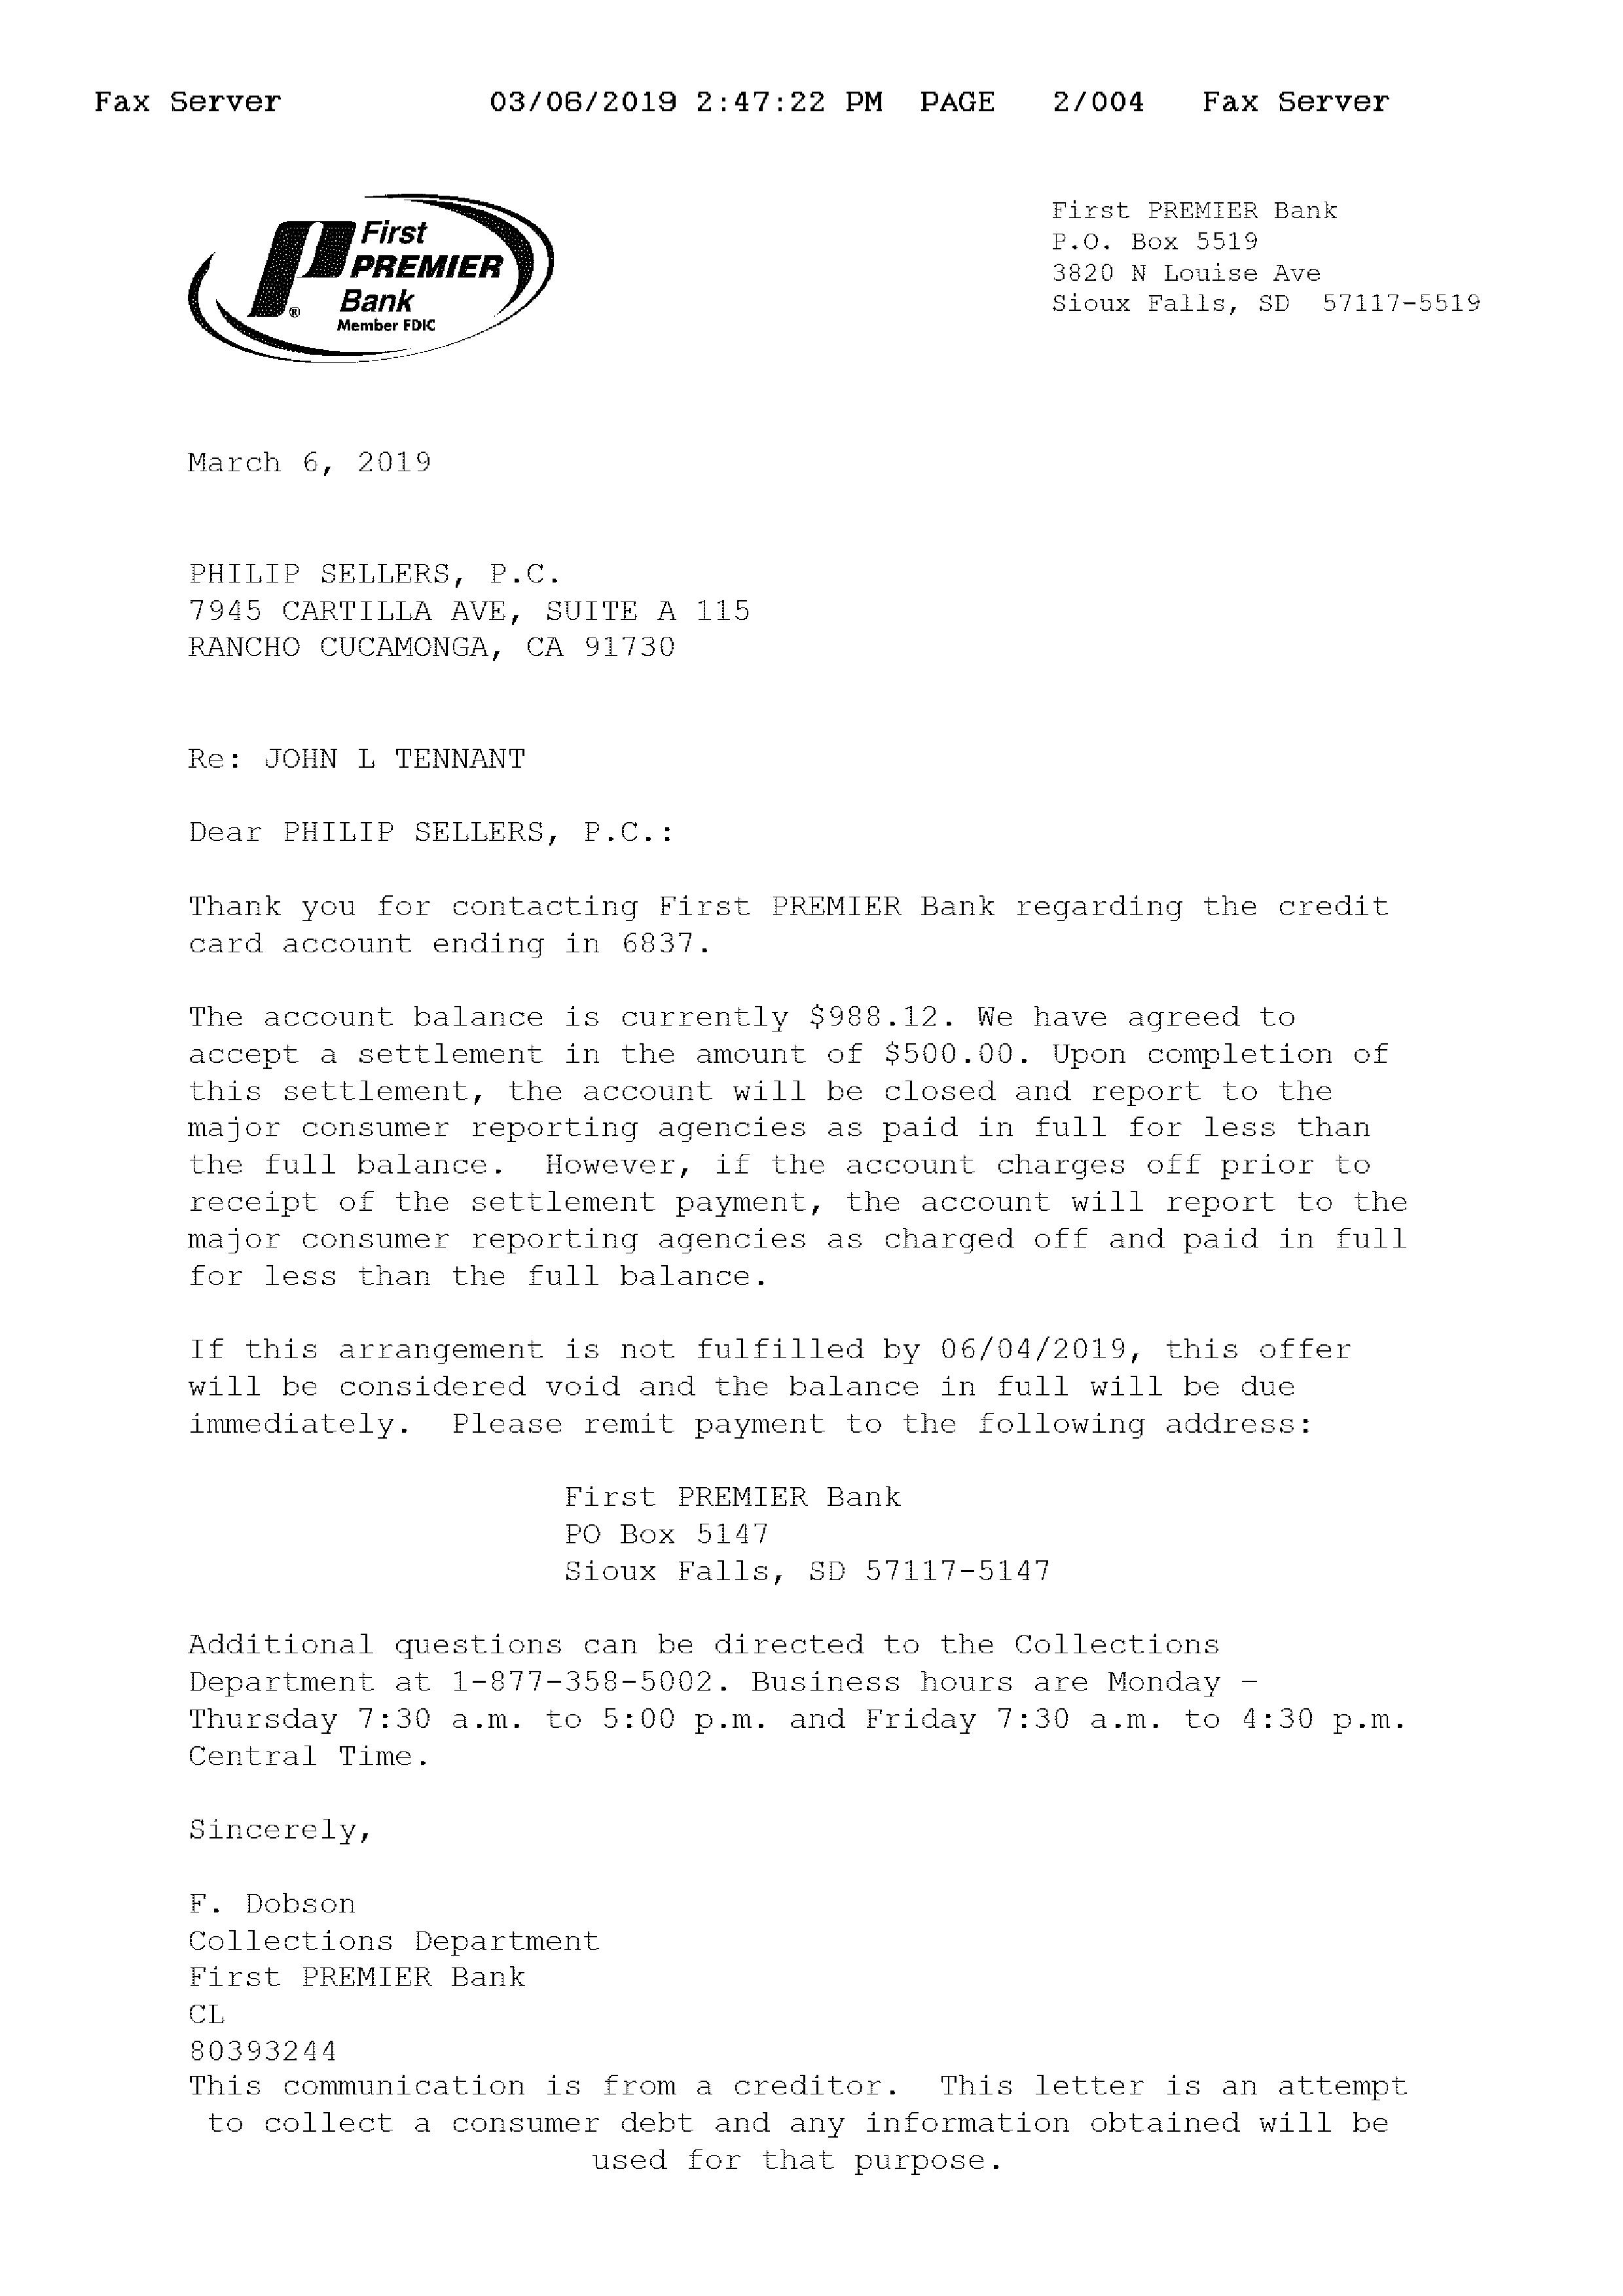 Fax Server 03/06/2019 2:47:22 PM PAGE 2/004 Fax Server
First
PREMIER
Bank
Member FDIC
®
First PREMIER Bank
P.O. Box 5519
3820 N Louise Ave
Sioux Falls, SD 57117-5519
March 6, 2019
PHILIP SELLERS, P.C.
7945 CARTILLA AVE, SUITE A 115
RANCHO CUCAMONGA, CA 91730
Re: JOHN L TENNANT
Dear PHILIP SELLERS, P.C.:
Thank you for contacting First PREMIER Bank regarding the credit
card account ending in 6837.
The account balance is currently $988.12. We have agreed to
accept a settlement in the amount of $500.00. Upon completion of
this settlement, the account will be closed and report to the
major consumer reporting agencies as paid in full for less than
the full balance. However, if the account charges off prior to
receipt of the settlement payment, the account will report to the
major consumer reporting agencies as charged off and paid in full
for less than the full balance.
If this arrangement is not fulfilled by 06/04/2019, this offer
will be considered void and the balance in full will be due
immediately. Please remit payment to the following address:
First PREMIER Bank
PO Box 5147
Sioux Falls, SD 57117-5147
Additional questions can be directed to the Collections
Department at 1-877-358-5002. Business hours are Monday –
Thursday 7:30 a.m. to 5:00 p.m. and Friday 7:30 a.m. to 4:30 p.m.
Central Time.
Sincerely,
F. Dobson
Collections Department
First PREMIER Bank
CL
80393244
This communication is from a creditor. This letter is an attempt
to collect a consumer debt and any information obtained will be
used for that purpose.